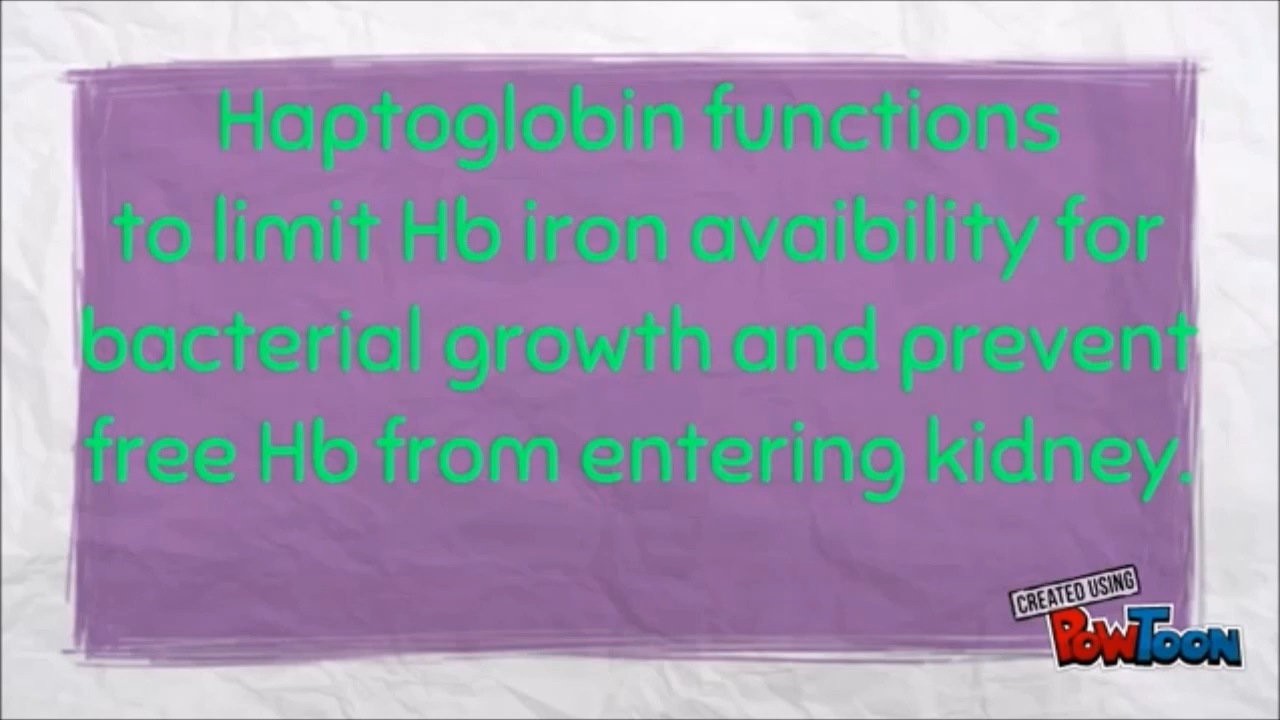 Haptoglobin functions
to limit Hb iron avaibility for
bacterial growth and prevent
free Hb from entering kidney.
CREATED USING
POWTOON